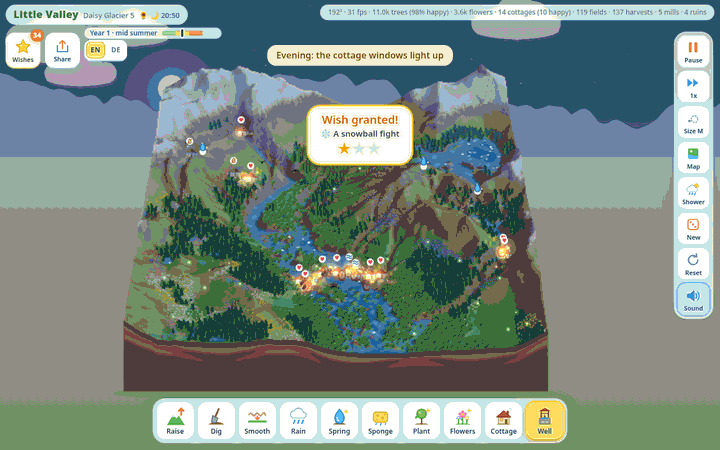 Little Valley Daisy Glacier 5 20:50
192² · 31 fps · 11.0k trees (98% happy) · 3.6k flowers · 14 cottages (10 happy) · 119 fields · 137 harvests · 5 mills · 4 ruins
34
Wishes
Share
Year 1 · mid summer
EN
DE
Evening: the cottage windows light up
Wish granted!
A snowball fight
Pause
1x
Size M
Map
Shower
New
Reset
Sound
Raise
Dig
Smooth
Rain
Spring
Sponge
Plant
Flowers
Cottage
Well